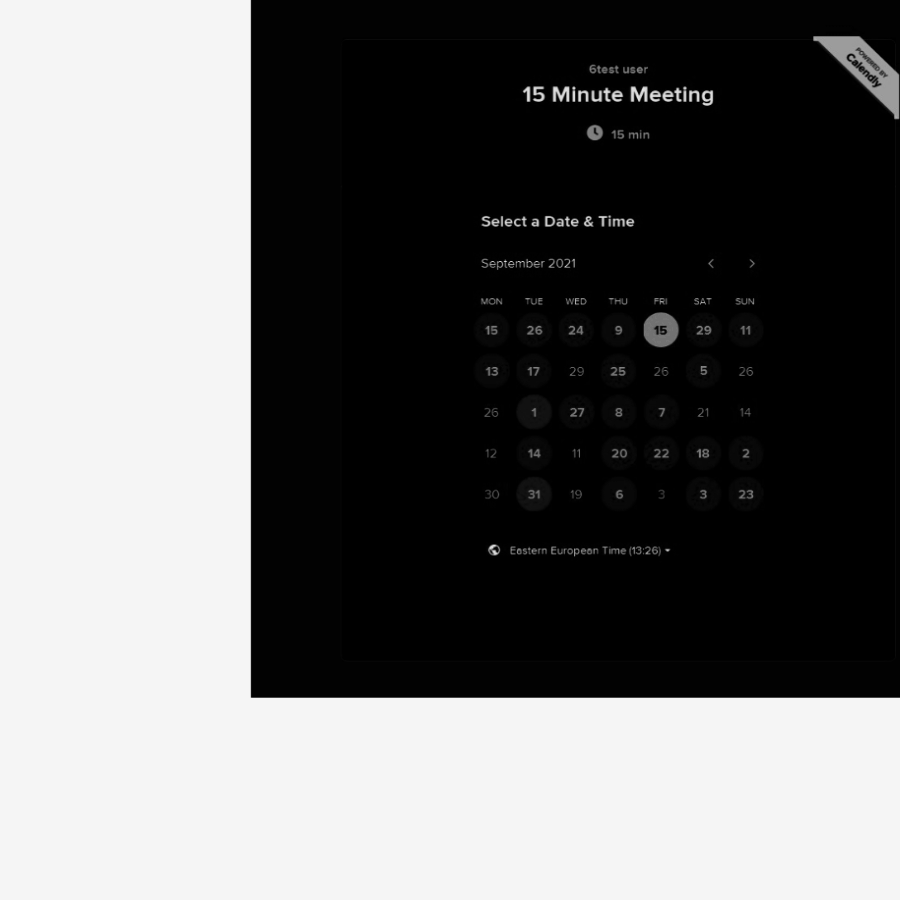 POWERED BY
Calendly
6test user
15 Minute Meeting
15 min
Select a Date & Time
September 2021
MON TUE WED THU FRI SAT SUN
15 26 24 9 15 29 11
13 17 29 25 26 5 26
26 1 27 8 7 21 14
12 14 11 20 22 18 2
30 31 19 6 3 3 23
Eastern European Time (13:26)